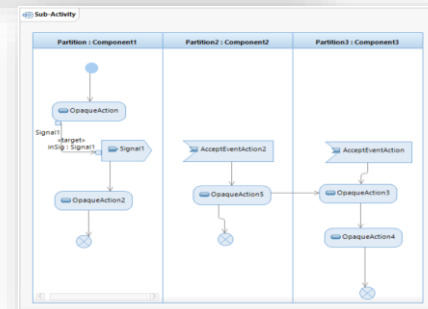 Sub-Activity
Partition : Component1
Partition2 : Component2
Partition3 : Component3
OpaqueAction
Signal1
«target»
inSig : Signal1
Signal1
AcceptEventAction2
AcceptEventAction
OpaqueAction2
OpaqueAction5
OpaqueAction3
OpaqueAction4